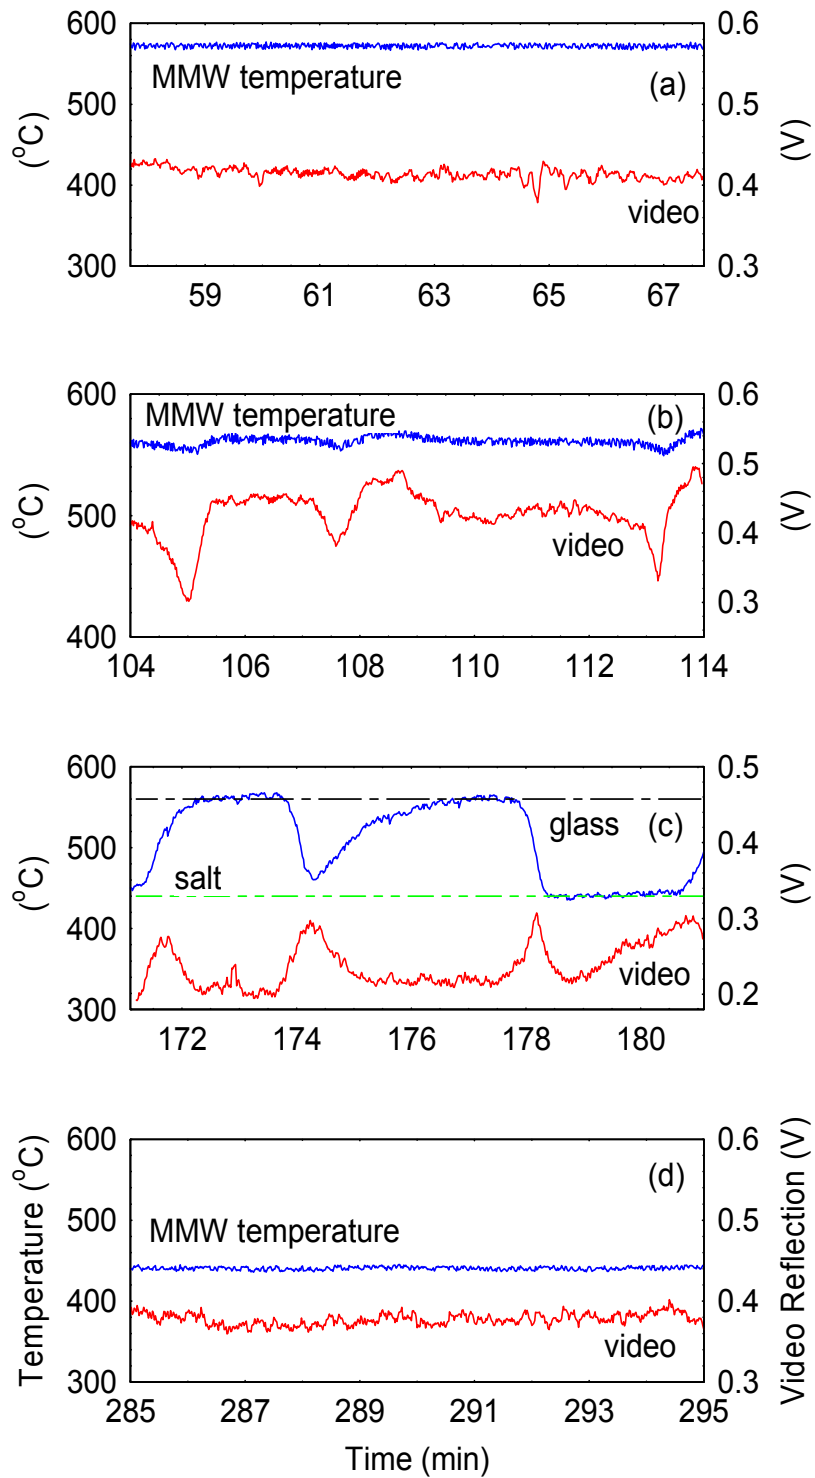 600 0.6
MMW temperature (a)
500 0.5
(°C) (V)
400 0.4
video
300 0.3
59 61 63 65 67
600 0.6
MMW temperature (b)
0.5
(°C) 500 (V)
0.4
video
0.3
400
104 106 108 110 112 114
600 0.5
glass (c)
500 0.4
(°C) salt (V)
400 0.3
video
300 0.2
172 174 176 178 180
600 0.6
(d)
500 0.5
MMW temperature
400 0.4
video
300 0.3
Temperature (°C)
Video Reflection (V)
285 287 289 291 293 295
Time (min)